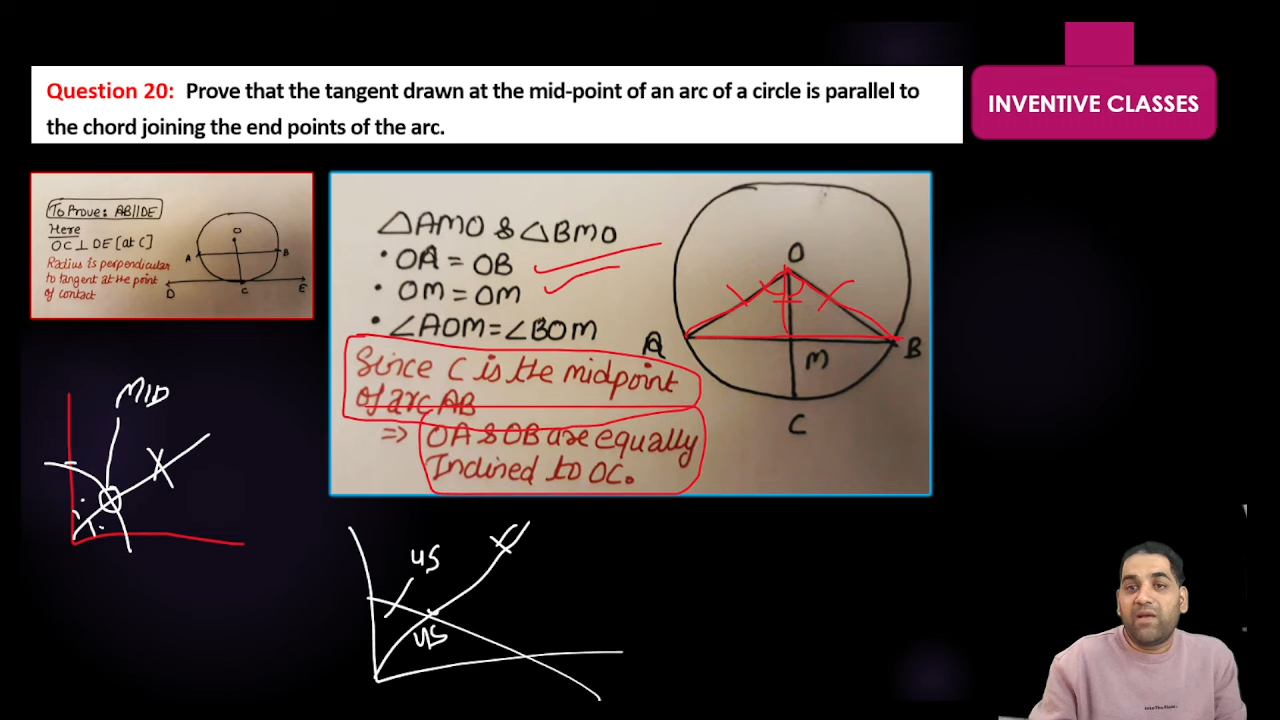 Question 20: Prove that the tangent drawn at the mid-point of an arc of a circle is parallel to
the chord joining the end points of the arc.
INVENTIVE CLASSES
To Prove: AB||DE
Here
OC⊥DE [at C]
Radius is perpendicular
to tangent at the point
of contact
O
A
B
D
C
E
△AMO & △BMO
• OA = OB
• OM = OM
• ∠AOM = ∠BOM
Since C is the midpoint
of arc AB
⇒ OA & OB are equally
Inclined to OC.
O
A
M
B
C
MID
45
45